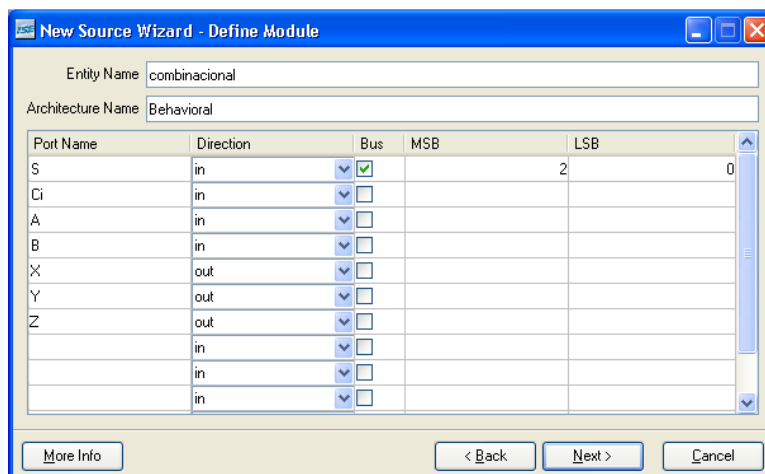 ISE New Source Wizard - Define Module
Entity Name combinacional
Architecture Name Behavioral
Port Name Direction Bus MSB LSB
S in 2 0
Ci in
A in
B in
X out
Y out
Z out
in
in
in
More Info < Back Next > Cancel